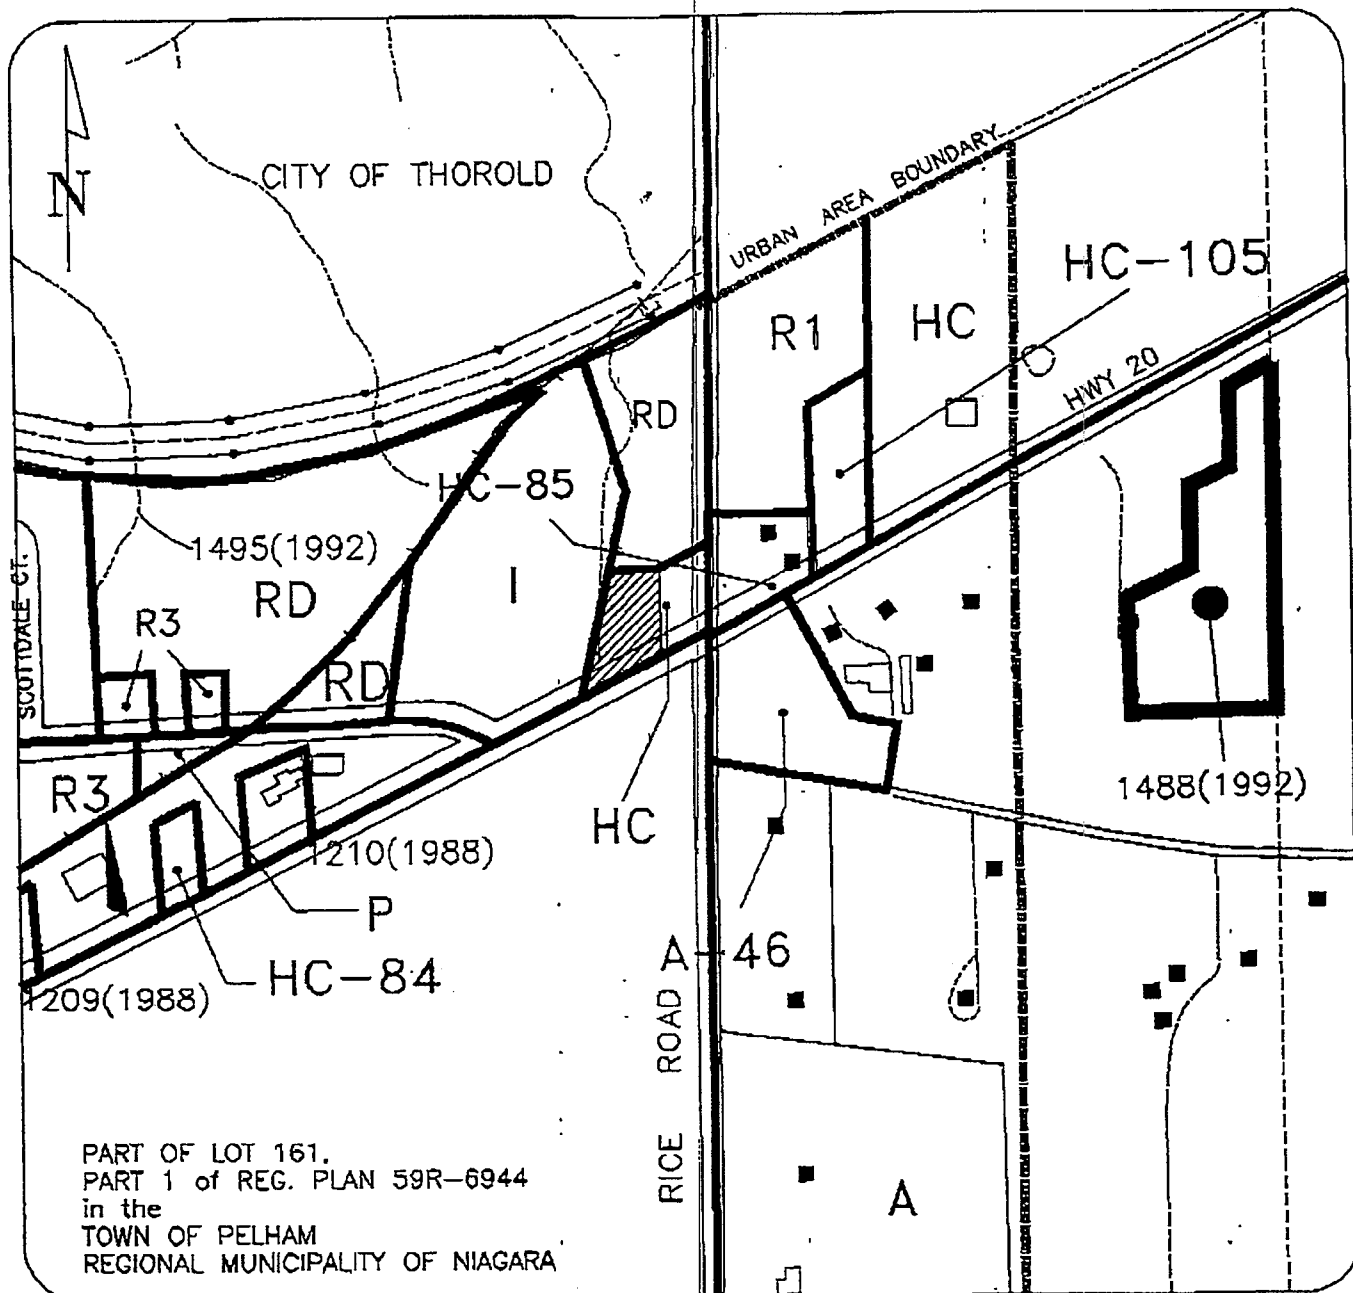 N
CITY OF THOROLD
URBAN AREA BOUNDARY
HC-105
R1
HC
HWY 20
RD
HC-85
1495(1992)
RD
I
SCOTTDALE CT.
R3
RD
R3
1488(1992)
HC
1210(1988)
P
A-46
HC-84
1209(1988)
RICE ROAD
A
PART OF LOT 161,
PART 1 of REG. PLAN 59R-6944
in the
TOWN OF PELHAM
REGIONAL MUNICIPALITY OF NIAGARA